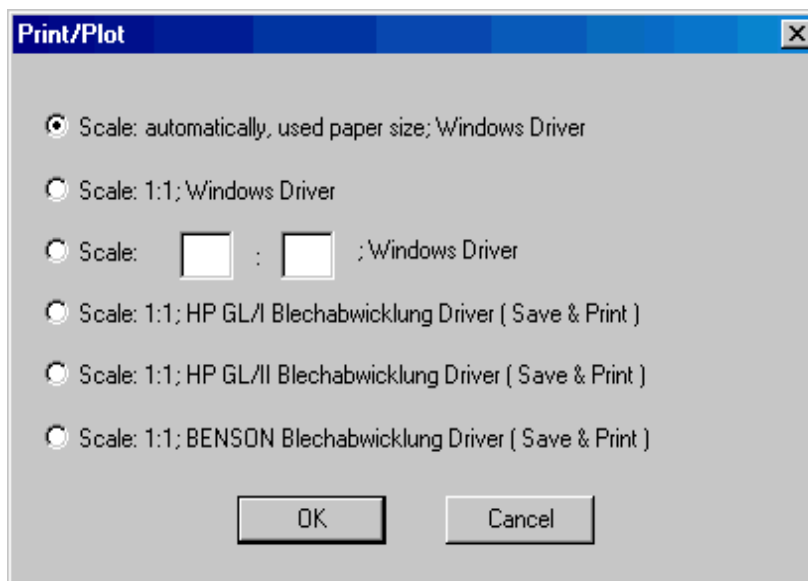 Print/Plot
Scale: automatically, used paper size; Windows Driver
Scale: 1:1; Windows Driver
Scale: : ; Windows Driver
Scale: 1:1; HP GL/I Blechabwicklung Driver ( Save & Print )
Scale: 1:1; HP GL/II Blechabwicklung Driver ( Save & Print )
Scale: 1:1; BENSON Blechabwicklung Driver ( Save & Print )
OK Cancel